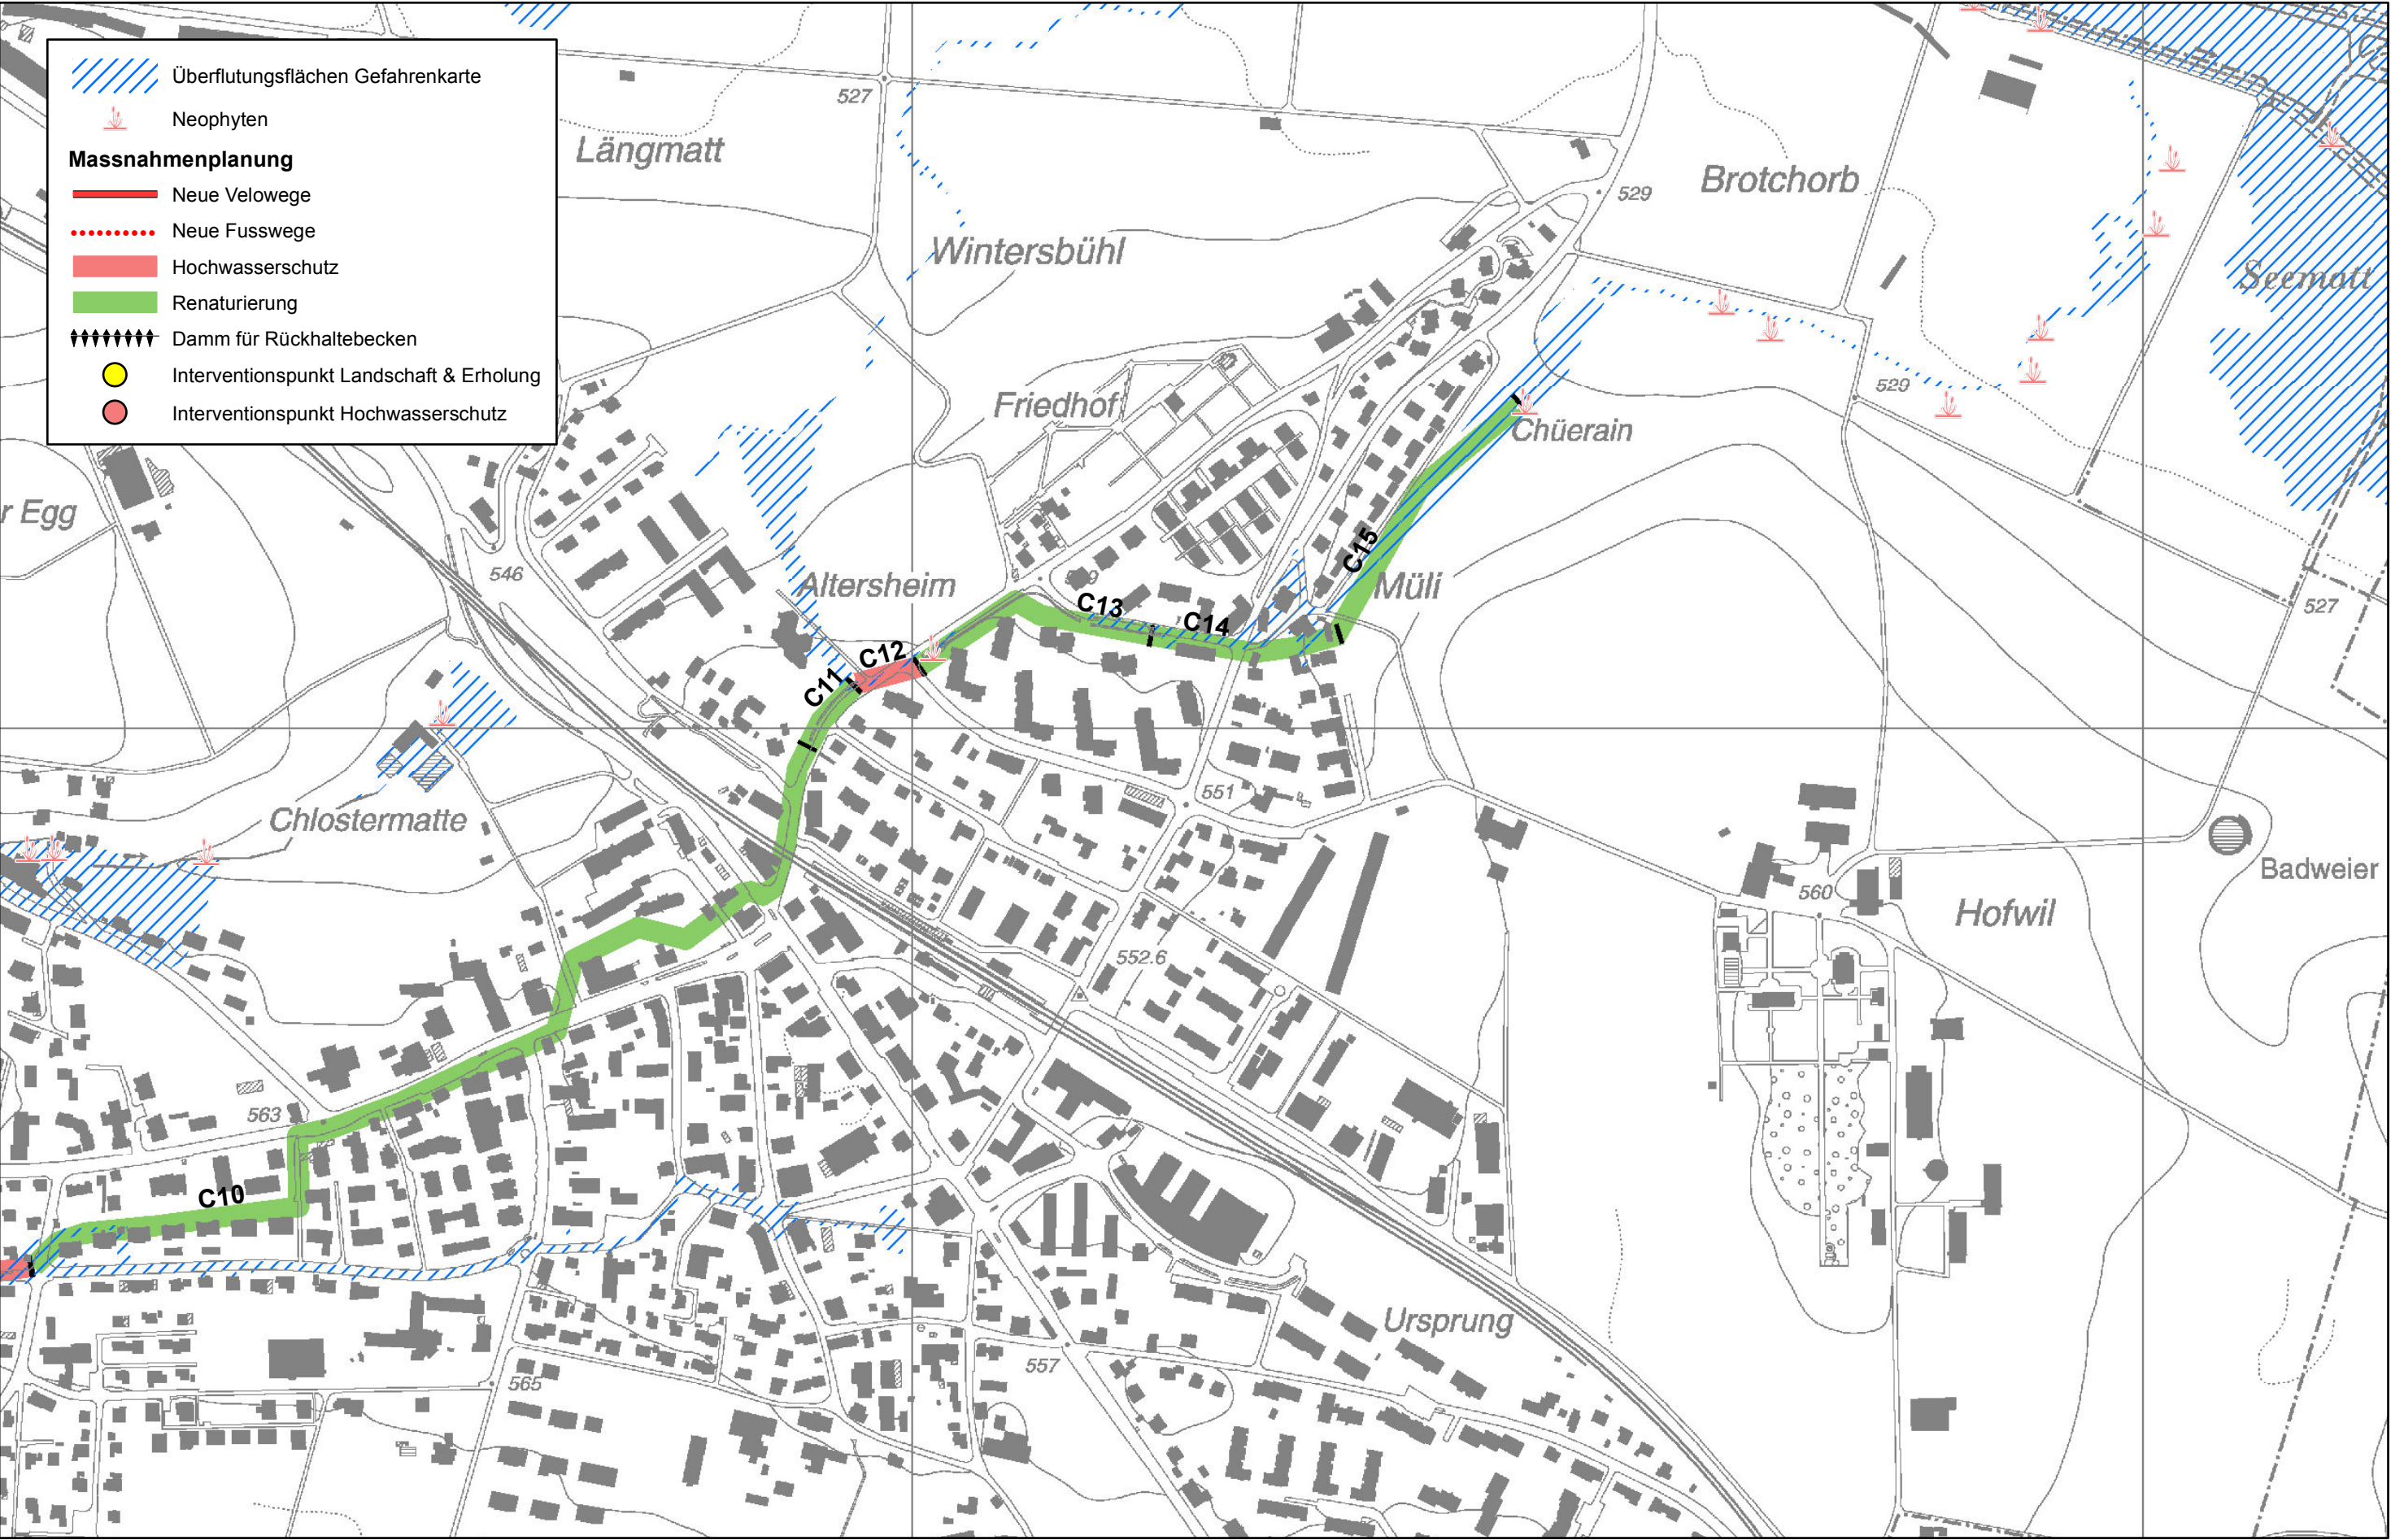 Überflutungsflächen Gefahrenkarte
Neophyten
Massnahmenplanung
Neue Velowege
Neue Fusswege
Hochwasserschutz
Renaturierung
Damm für Rückhaltebecken
Interventionspunkt Landschaft & Erholung
Interventionspunkt Hochwasserschutz
527
Längmatt
Brotchorb
529
Wintersbühl
Seematt
529
Friedhof
Chüerain
r Egg
C15
546
Altersheim
Müli
C13
527
C14
C12
C11
551
Chlostermatte
Badweier
560
Hofwil
552.6
563
C10
Ursprung
557
565